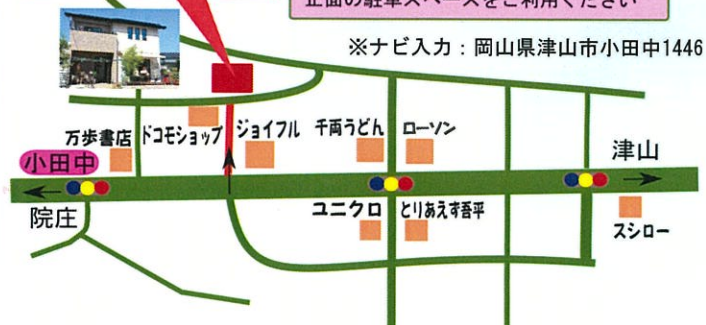 正面の駐車スペースをご利用ください
※ナビ入力：岡山県津山市小田中1446
万歩書店
ドコモショップ
ジョイフル
千両うどん
ローソン
小田中
津山
院庄
ユニクロ
とりあえず吾平
スシロー